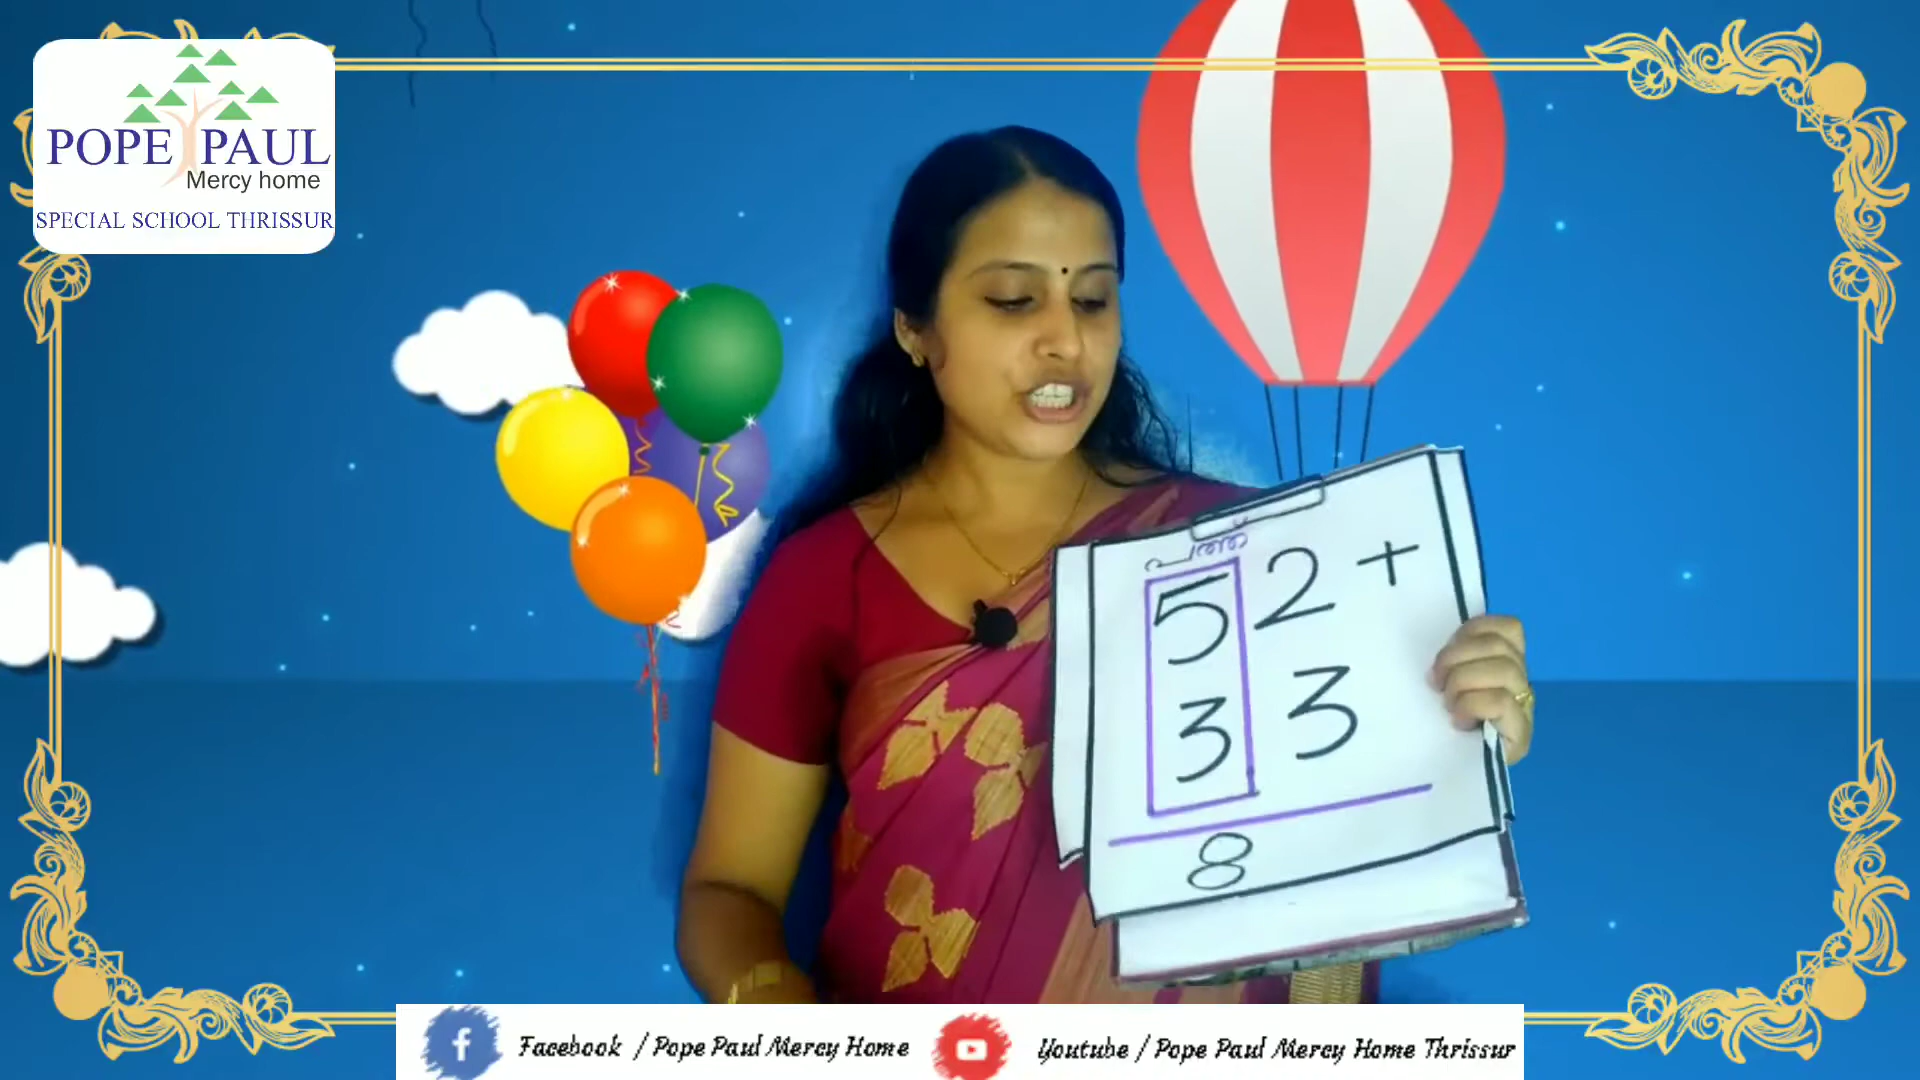 POPE PAUL
Mercy home
SPECIAL SCHOOL THRISSUR
പത്ത്
52+
33
8
Facebook / Pope Paul Mercy Home
Youtube / Pope Paul Mercy Home Thrissur